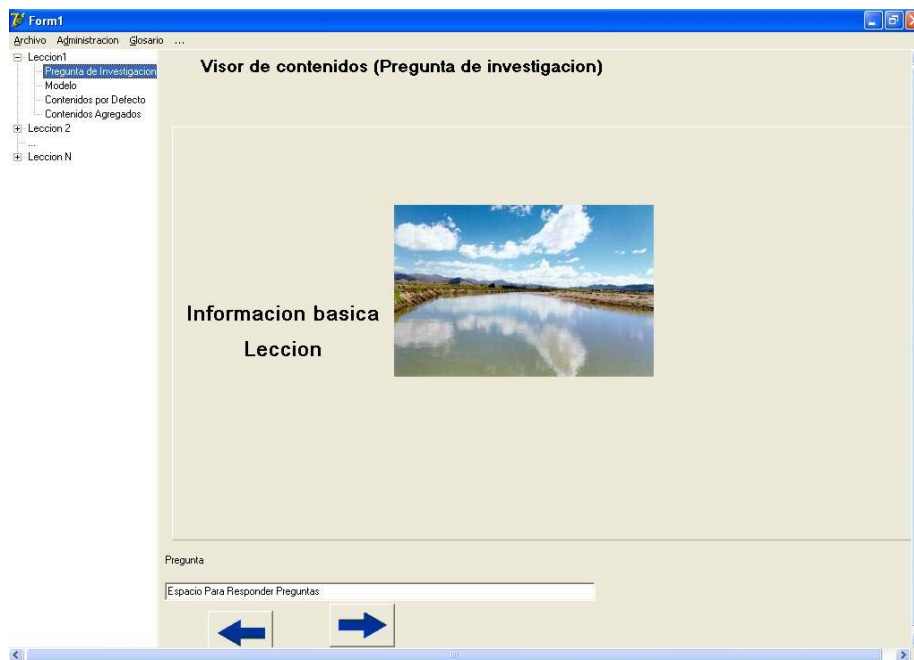 Form1
Archivo Administracion Glosario ...
Leccion1
Pregunta de Investigacion
Modelo
Contenidos por Defecto
Contenidos Agregados
Leccion 2
...
Leccion N
Visor de contenidos (Pregunta de investigacion)
Informacion basica
Leccion
Pregunta
Espacio Para Responder Preguntas